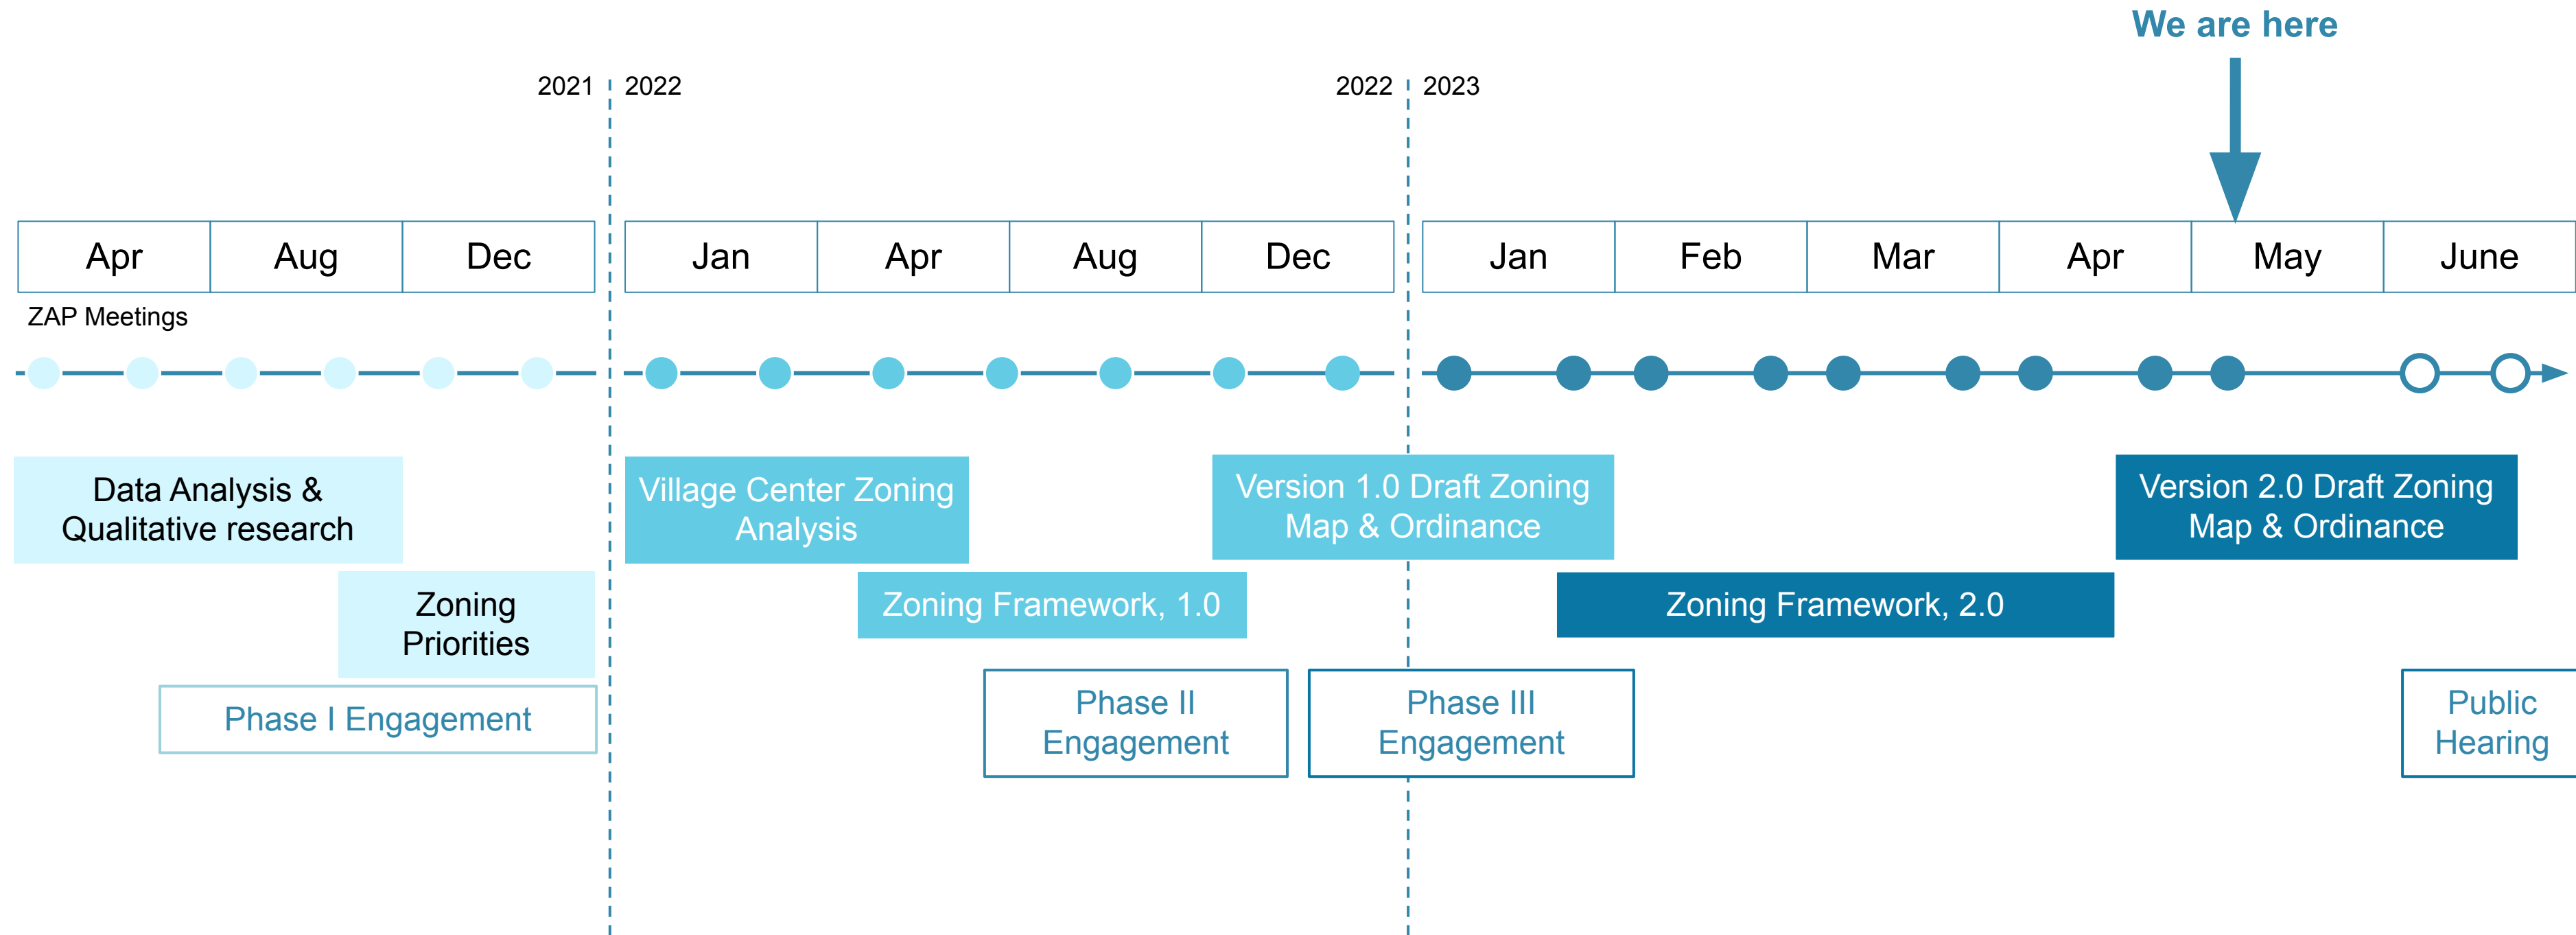 We are here
2021
2022
2022
2023
Apr
Aug
Dec
Jan
Apr
Aug
Dec
Jan
Feb
Mar
Apr
May
June
ZAP Meetings
Data Analysis &
Qualitative research
Village Center Zoning
Analysis
Version 1.0 Draft Zoning
Map & Ordinance
Version 2.0 Draft Zoning
Map & Ordinance
Zoning
Priorities
Zoning Framework, 1.0
Zoning Framework, 2.0
Phase I Engagement
Phase II
Engagement
Phase III
Engagement
Public
Hearing